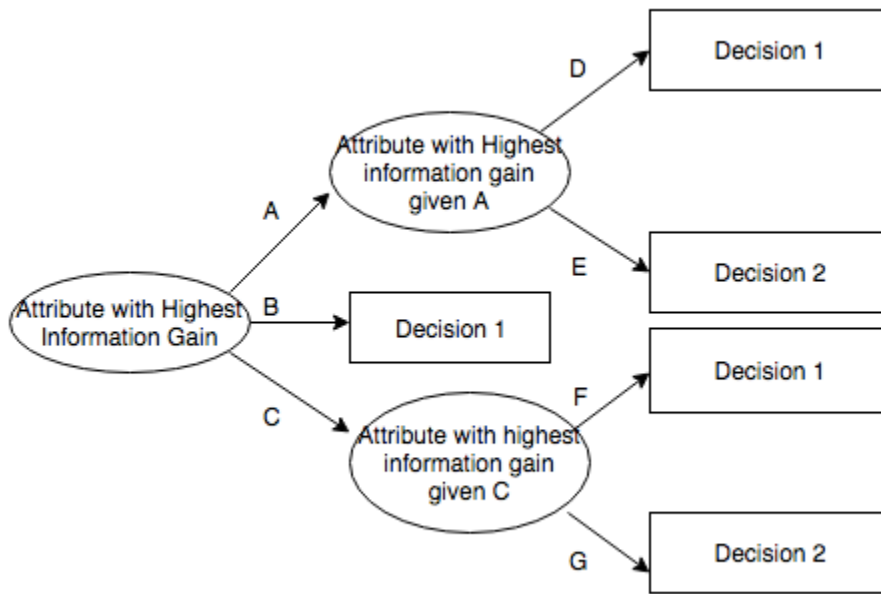 D
Decision 1
Attribute with Highest
information gain
given A
A
E
Decision 2
Attribute with Highest
Information Gain
B
Decision 1
C
F
Decision 1
Attribute with highest
information gain
given C
G
Decision 2